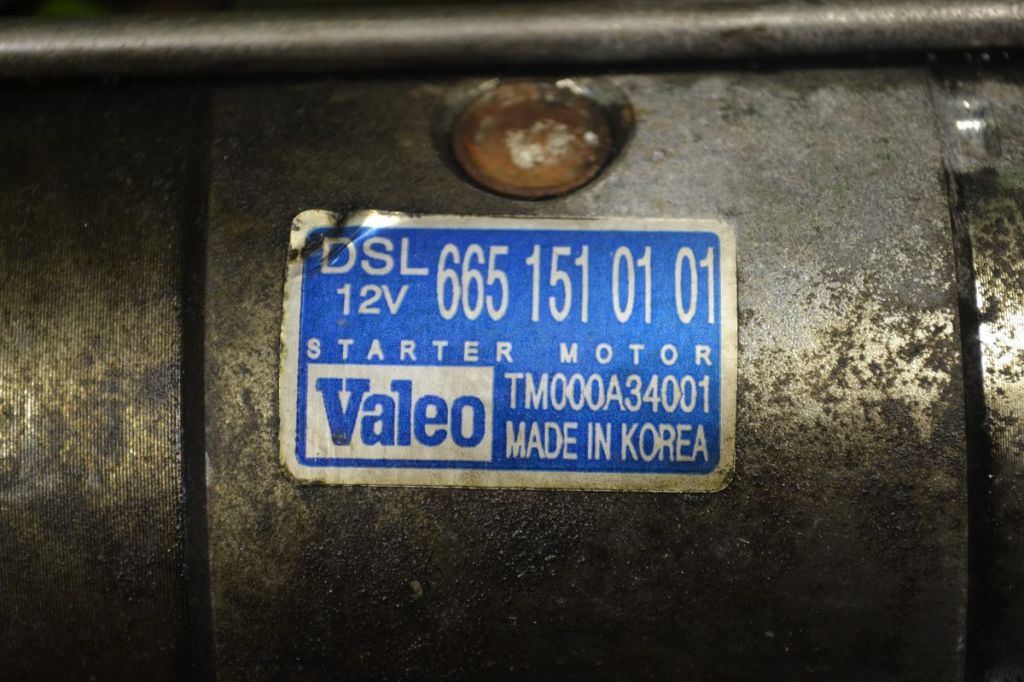 DSL 665 151 01 01
12V
STARTER MOTOR
Valeo TM000A34001
MADE IN KOREA